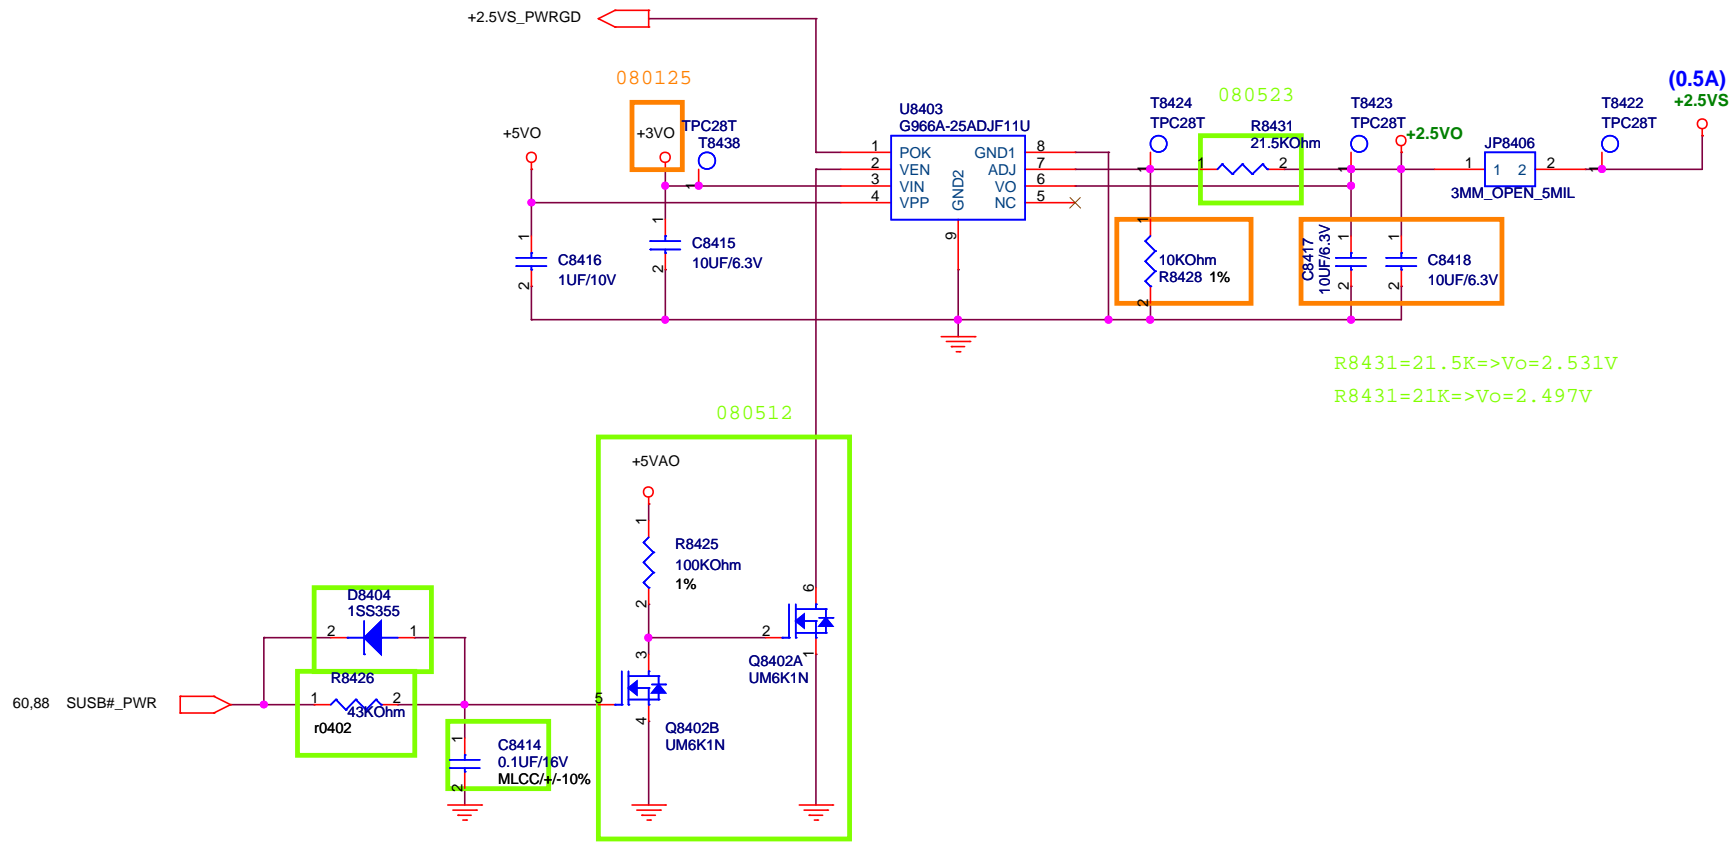 +2.5VS_PWRGD
080125
+5VO
+3VO
TPC28T
T8438
U8403
G966A-25ADJF11U
1 POK
2 VEN
3 VIN
4 VPP
GND1 8
ADJ 7
VO 6
NC 5
GND2
9
T8424
TPC28T
1
080523
R8431
21.5KOhm
1 2
T8423
TPC28T
1
+2.5VO
JP8406
1 1 2 2
3MM_OPEN_5MIL
T8422
TPC28T
1
(0.5A)
+2.5VS
1
1
C8416
1UF/10V
2
1
C8415
10UF/6.3V
2
1
10KOhm
R8428 1%
2
C8417
10UF/6.3V
1
2
1
C8418
10UF/6.3V
2
R8431=21.5K=>Vo=2.531V
R8431=21K=>Vo=2.497V
080512
+5VAO
1
R8425
100KOhm
1%
2
6
2
1
Q8402A
UM6K1N
3
5
4
Q8402B
UM6K1N
D8404
1SS355
2 1
R8426
1 2
43KOhm
r0402
60,88 SUSB#_PWR
1
C8414
0.1UF/16V
MLCC/+/-10%
2